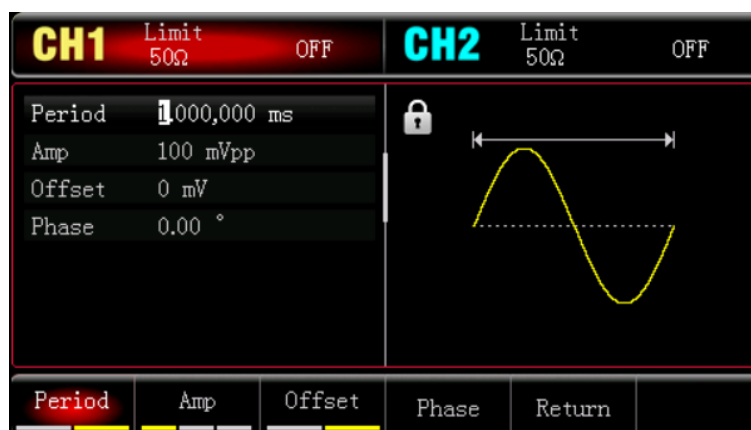 CH1 Limit 50Ω OFF
CH2 Limit 50Ω OFF
Period 1.000,000 ms
Amp 100 mVpp
Offset 0 mV
Phase 0.00 °
Period Amp Offset Phase Return